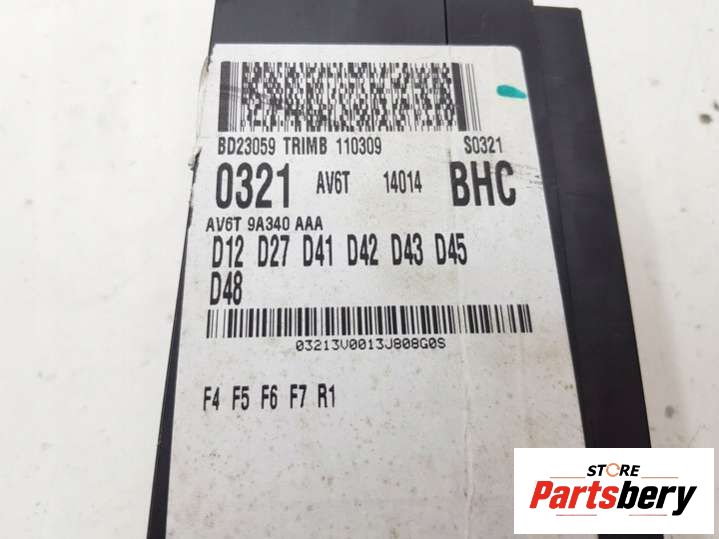 BD23059 TRIMB 110309 S0321
0321 AV6T 14014 BHC
AV6T 9A340 AAA
D12 D27 D41 D42 D43 D45
D48
03213V0013J808G0S
F4 F5 F6 F7 R1
STORE
Partsbery